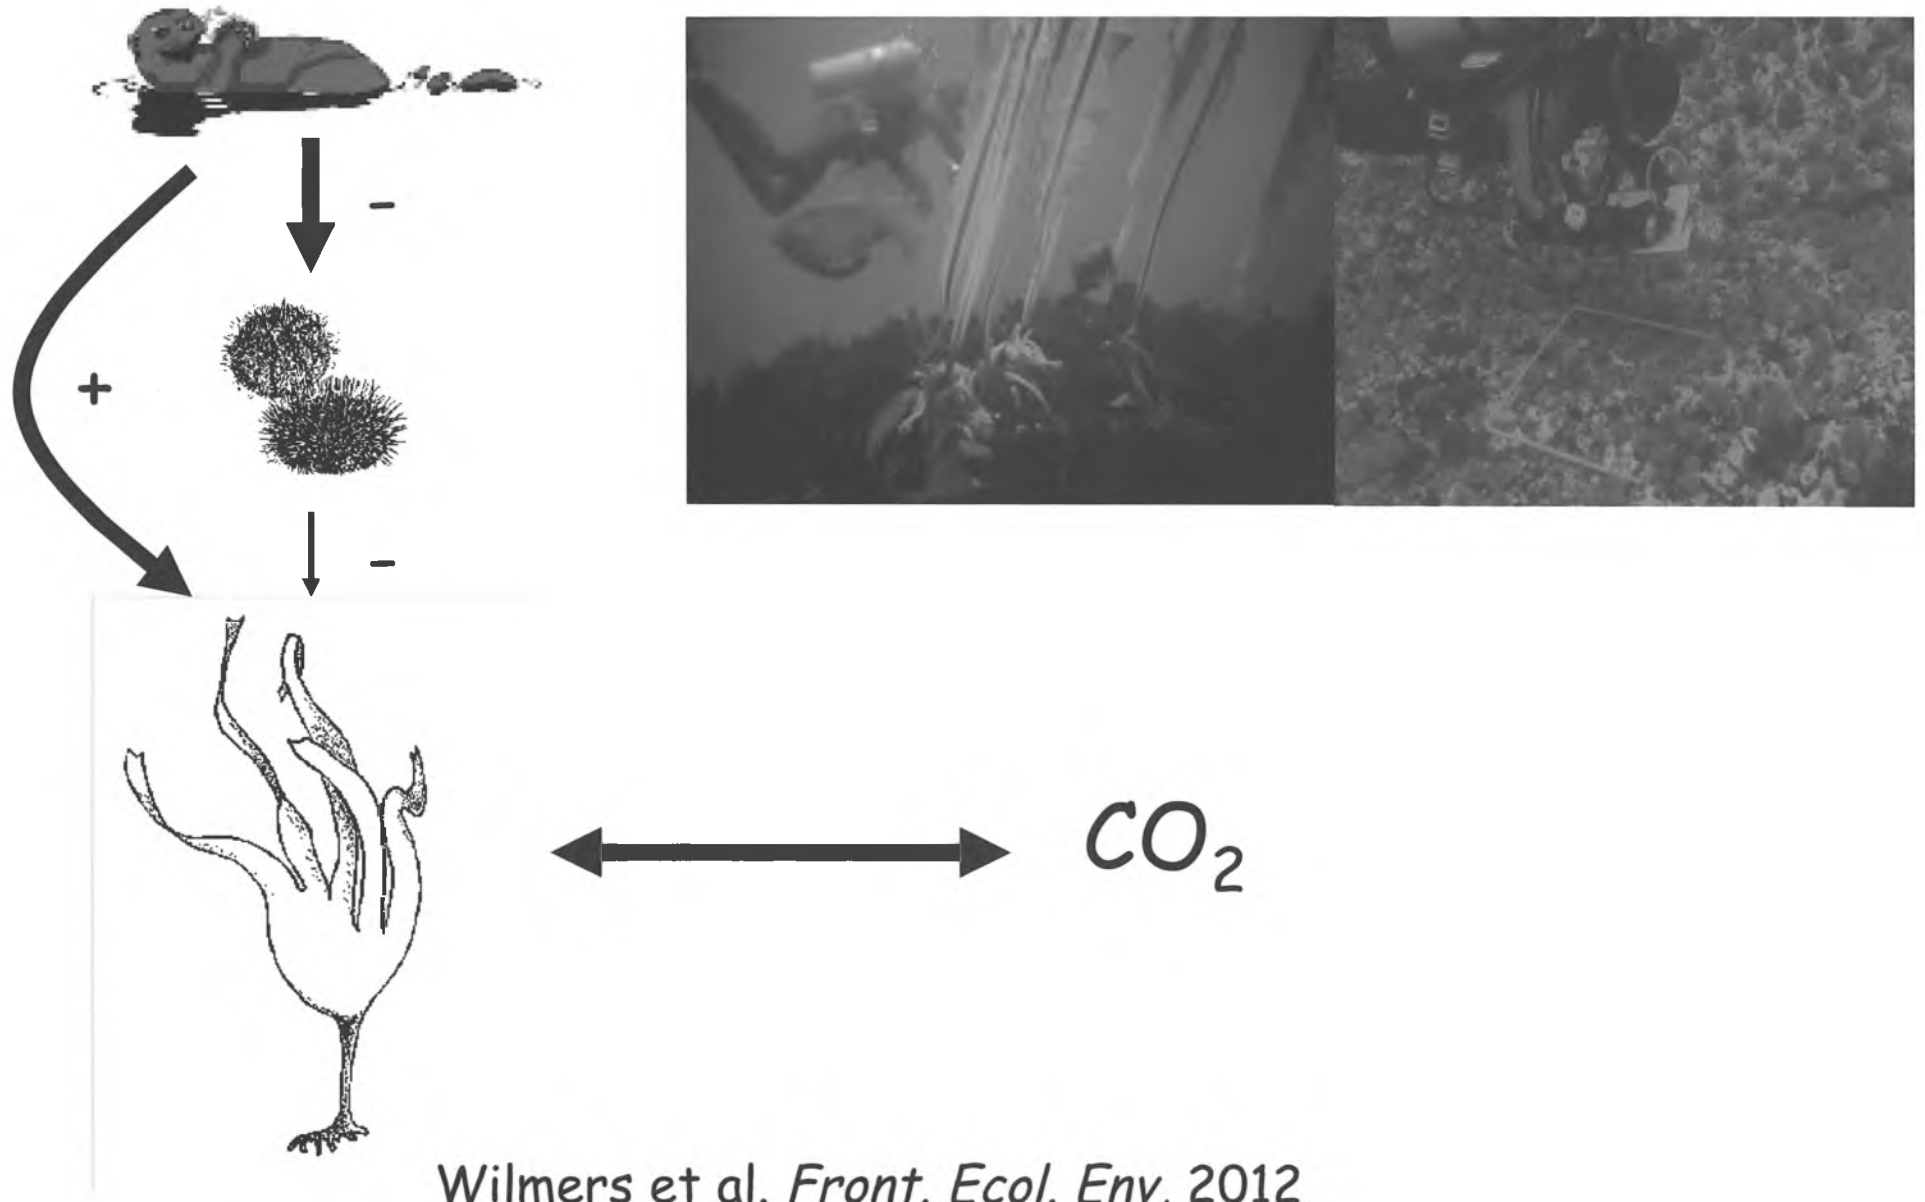 -
+
-
CO₂
Wilmers et al. Front. Ecol. Env. 2012